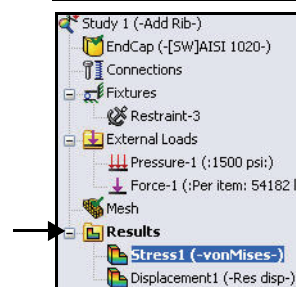 Study 1 (-Add Rib-)
EndCap (-[SW]AISI 1020-)
Connections
Fixtures
Restraint-3
External Loads
Pressure-1 (:1500 psi:)
Force-1 (:Per item: 54182
Mesh
Results
Stress1 (-vonMises-)
Displacement1 (-Res disp-)